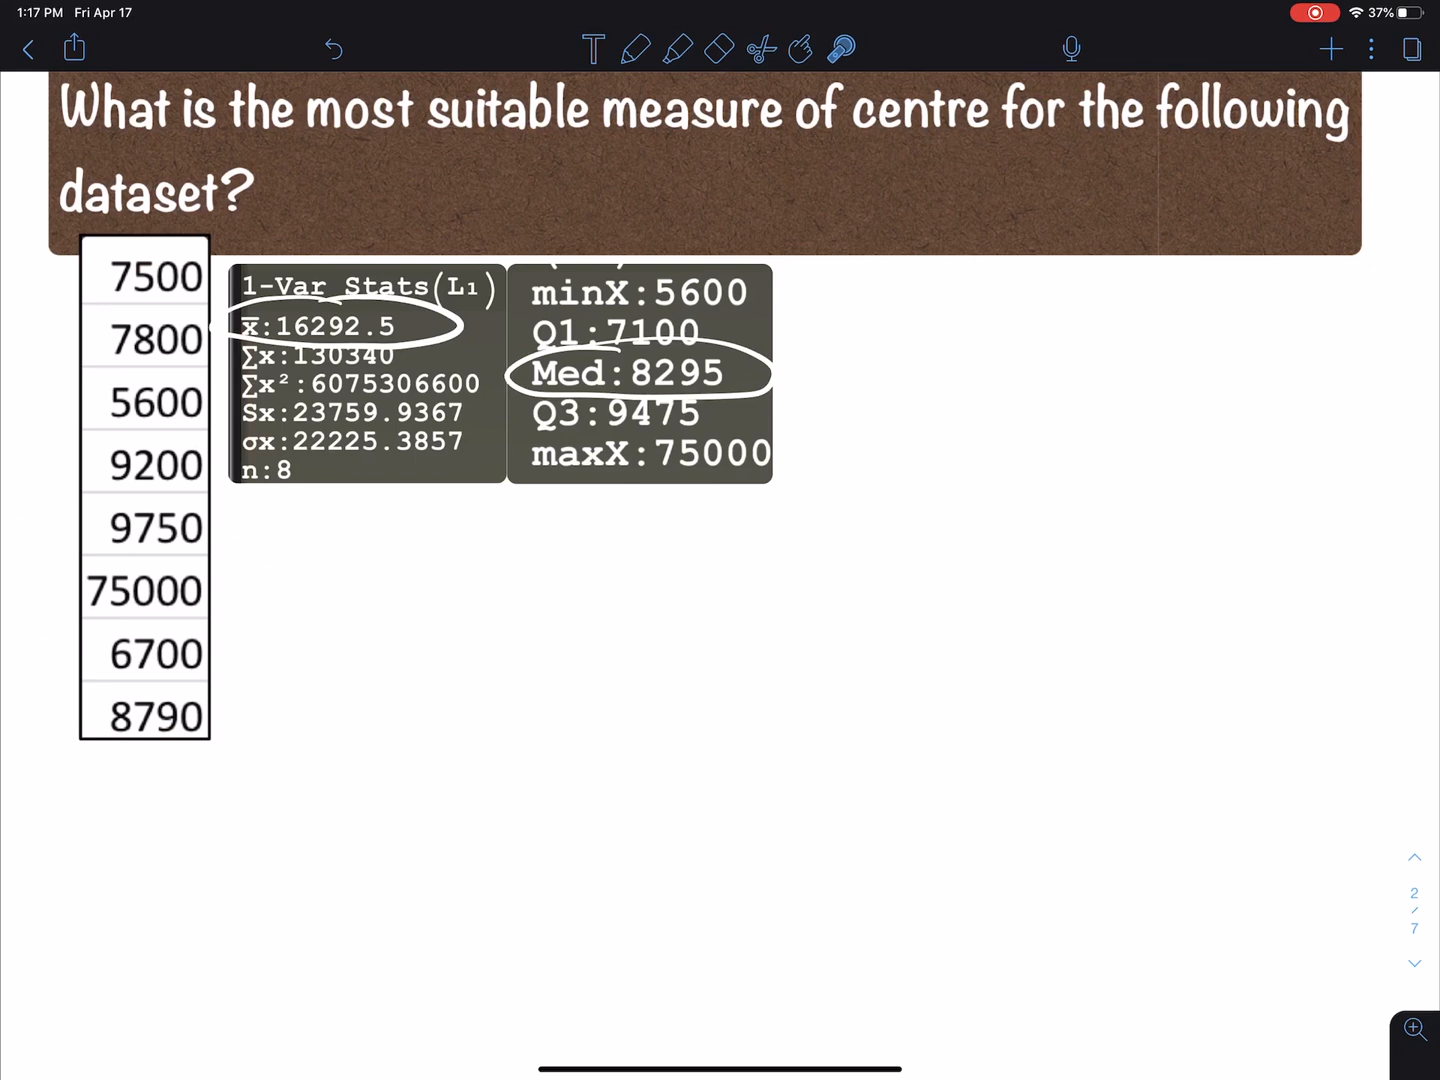 1:17 PM Fri Apr 17
37%
What is the most suitable measure of centre for the following
dataset?
7500
7800
5600
9200
9750
75000
6700
8790
1-Var Stats(L₁)
x̅:16292.5
∑x:130340
∑x²:6075306600
Sx:23759.9367
σx:22225.3857
n:8
minX:5600
Q1:7100
Med:8295
Q3:9475
maxX:75000
2
/
7